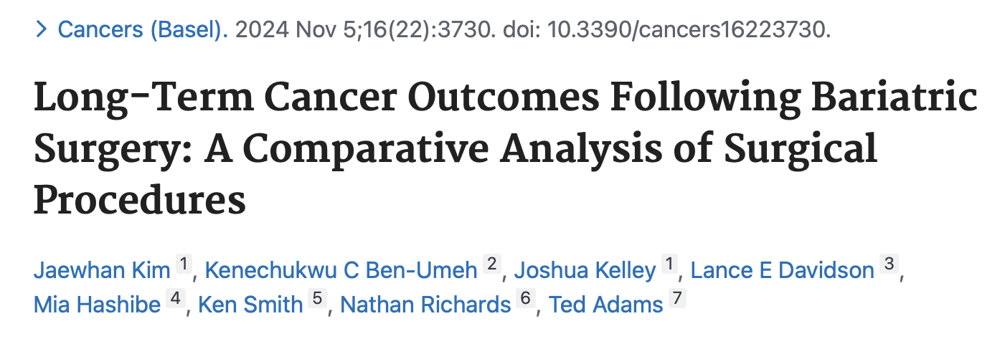 > Cancers (Basel). 2024 Nov 5;16(22):3730. doi: 10.3390/cancers16223730.
Long-Term Cancer Outcomes Following Bariatric
Surgery: A Comparative Analysis of Surgical
Procedures
Jaewhan Kim 1, Kenechukwu C Ben-Umeh 2, Joshua Kelley 1, Lance E Davidson 3,
Mia Hashibe 4, Ken Smith 5, Nathan Richards 6, Ted Adams 7